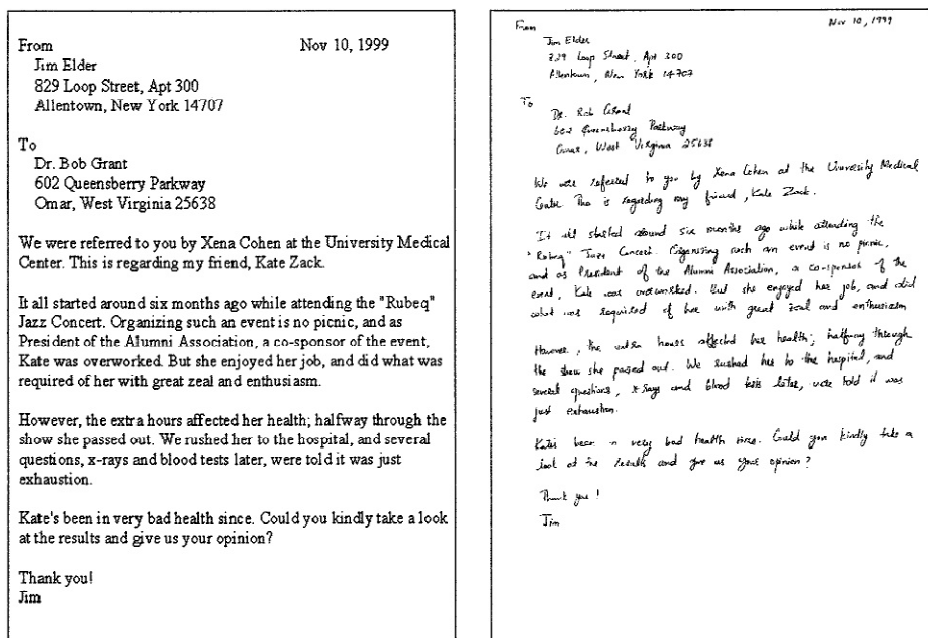 From Nov 10, 1999
Jim Elder
829 Loop Street, Apt 300
Allentown, New York 14707
To
Dr. Bob Grant
602 Queensberry Parkway
Omar, West Virginia 25638
We were referred to you by Xena Cohen at the University Medical
Center. This is regarding my friend, Kate Zack.
It all started around six months ago while attending the "Rubeq"
Jazz Concert. Organizing such an event is no picnic, and as
President of the Alumni Association, a co-sponsor of the event,
Kate was overworked. But she enjoyed her job, and did what was
required of her with great zeal and enthusiasm.
However, the extra hours affected her health; halfway through the
show she passed out. We rushed her to the hospital, and several
questions, x-rays and blood tests later, were told it was just
exhaustion.
Kate's been in very bad health since. Could you kindly take a look
at the results and give us your opinion?
Thank you!
Jim
From Nov 10, 1999
Jim Elder
829 Loop Street, Apt 300
Allentown, New York 14707
To
Dr. Bob Grant
602 Queensberry Parkway
Omar, West Virginia 25638
We were referred to you by Xena Cohen at the University Medical
Center. This is regarding my friend, Kate Zack.
It all started around six months ago while attending the
"Rubeq" Jazz Concert. Organizing such an event is no picnic,
and as President of the Alumni Association, a co-sponsor of the
event, Kate was overworked. But she enjoyed her job, and did
what was required of her with great zeal and enthusiasm
However, the extra hours affected her health; halfway through
the show she passed out. We rushed her to the hospital, and
several questions, x-rays and blood tests later, were told it was
just exhaustion.
Kate's been in very bad health since. Could you kindly take a
look at the results and give us your opinion?
Thank you!
Jim